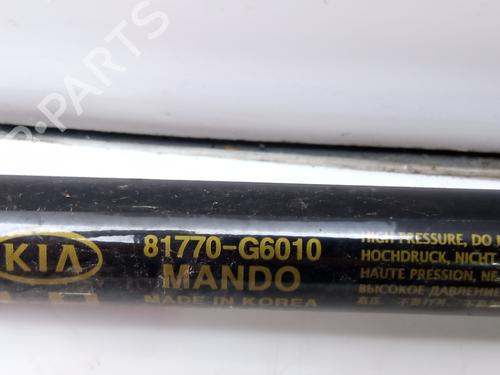 KIA
81770-G6010
MANDO
MADE IN KOREA
HIGH PRESSURE, DO N
HOCHDRUCK, NICHT
HAUTE PRESSION, NE
ВЫСОКОЕ ДАВЛЕНИ
B-PARTS